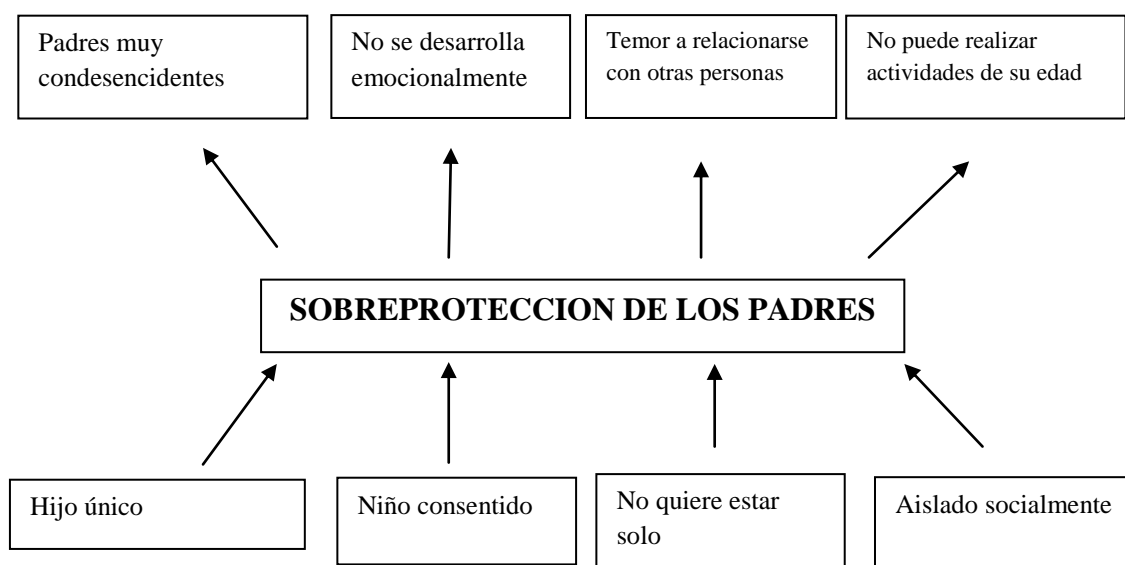 Padres muy
condesencidentes
No se desarrolla
emocionalmente
Temor a relacionarse
con otras personas
No puede realizar
actividades de su edad
SOBREPROTECCION DE LOS PADRES
Hijo único
Niño consentido
No quiere estar
solo
Aislado socialmente